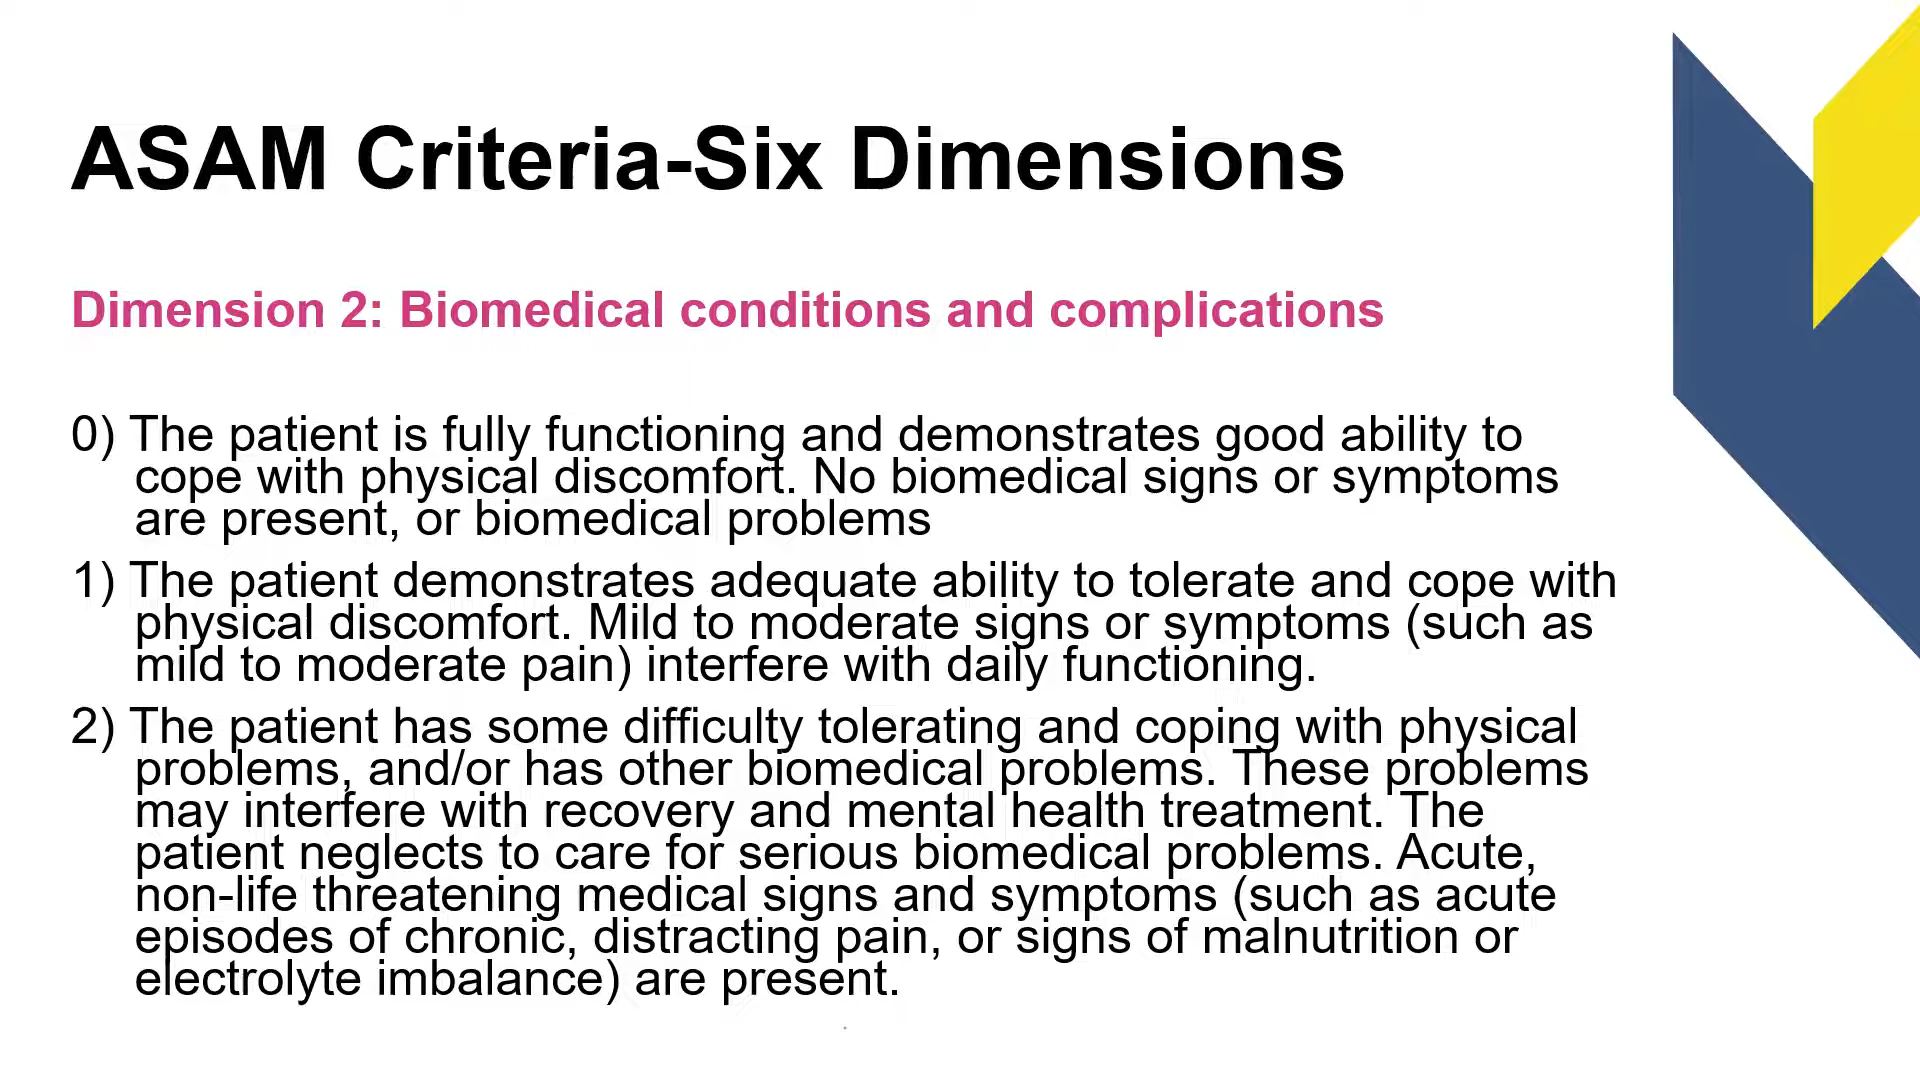 ASAM Criteria-Six Dimensions
Dimension 2: Biomedical conditions and complications
0) The patient is fully functioning and demonstrates good ability to
cope with physical discomfort. No biomedical signs or symptoms
are present, or biomedical problems
1) The patient demonstrates adequate ability to tolerate and cope with
physical discomfort. Mild to moderate signs or symptoms (such as
mild to moderate pain) interfere with daily functioning.
2) The patient has some difficulty tolerating and coping with physical
problems, and/or has other biomedical problems. These problems
may interfere with recovery and mental health treatment. The
patient neglects to care for serious biomedical problems. Acute,
non-life threatening medical signs and symptoms (such as acute
episodes of chronic, distracting pain, or signs of malnutrition or
electrolyte imbalance) are present.